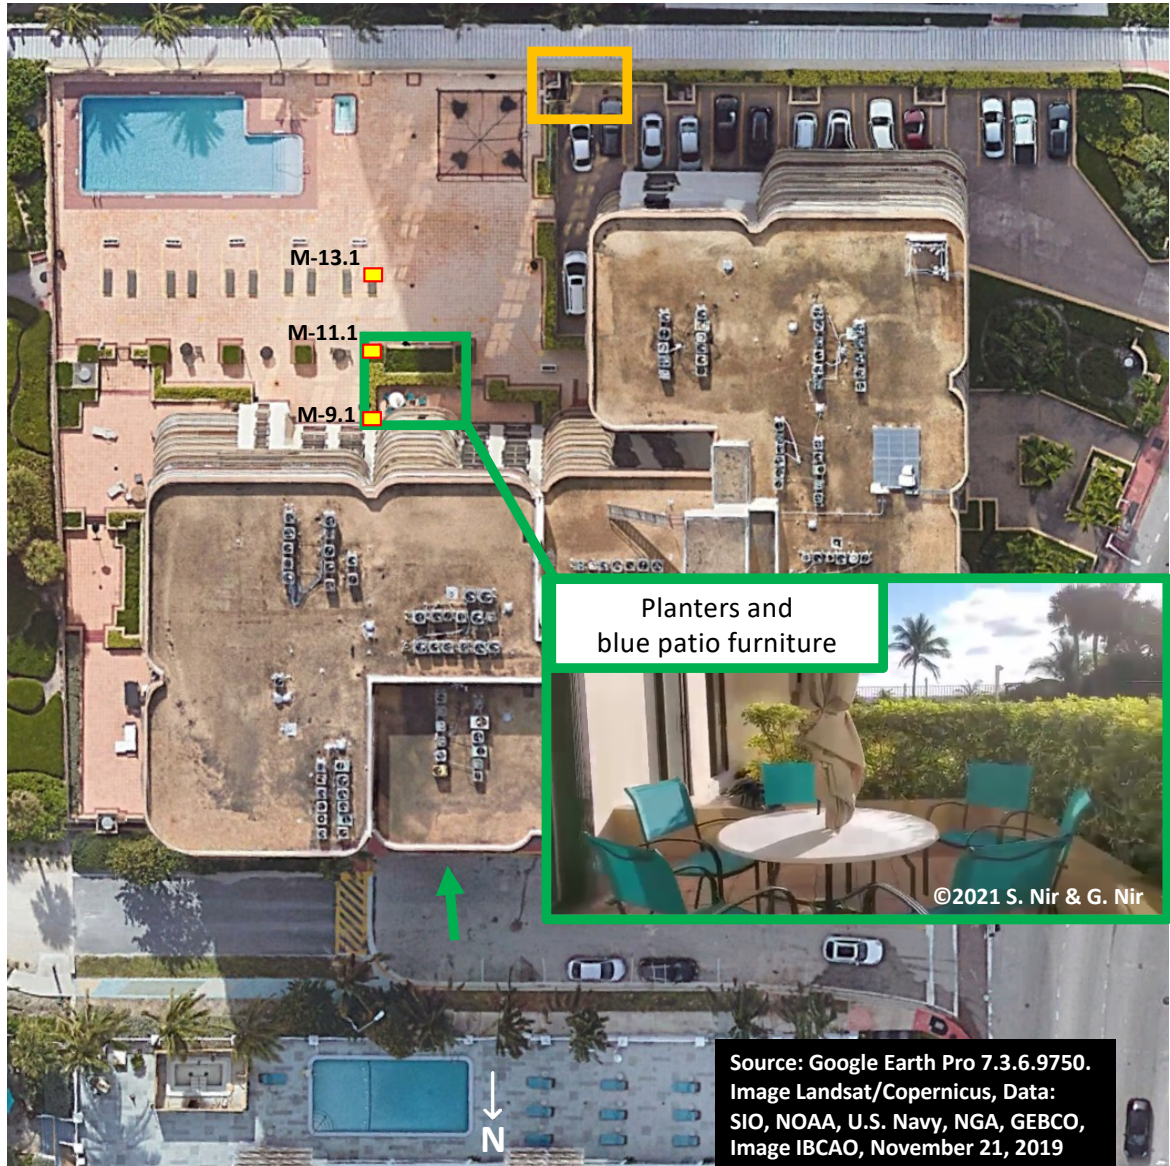 M-13.1
M-11.1
M-9.1
Planters and
blue patio furniture
©2021 S. Nir & G. Nir
N
Source: Google Earth Pro 7.3.6.9750.
Image Landsat/Copernicus, Data:
SIO, NOAA, U.S. Navy, NGA, GEBCO,
Image IBCAO, November 21, 2019